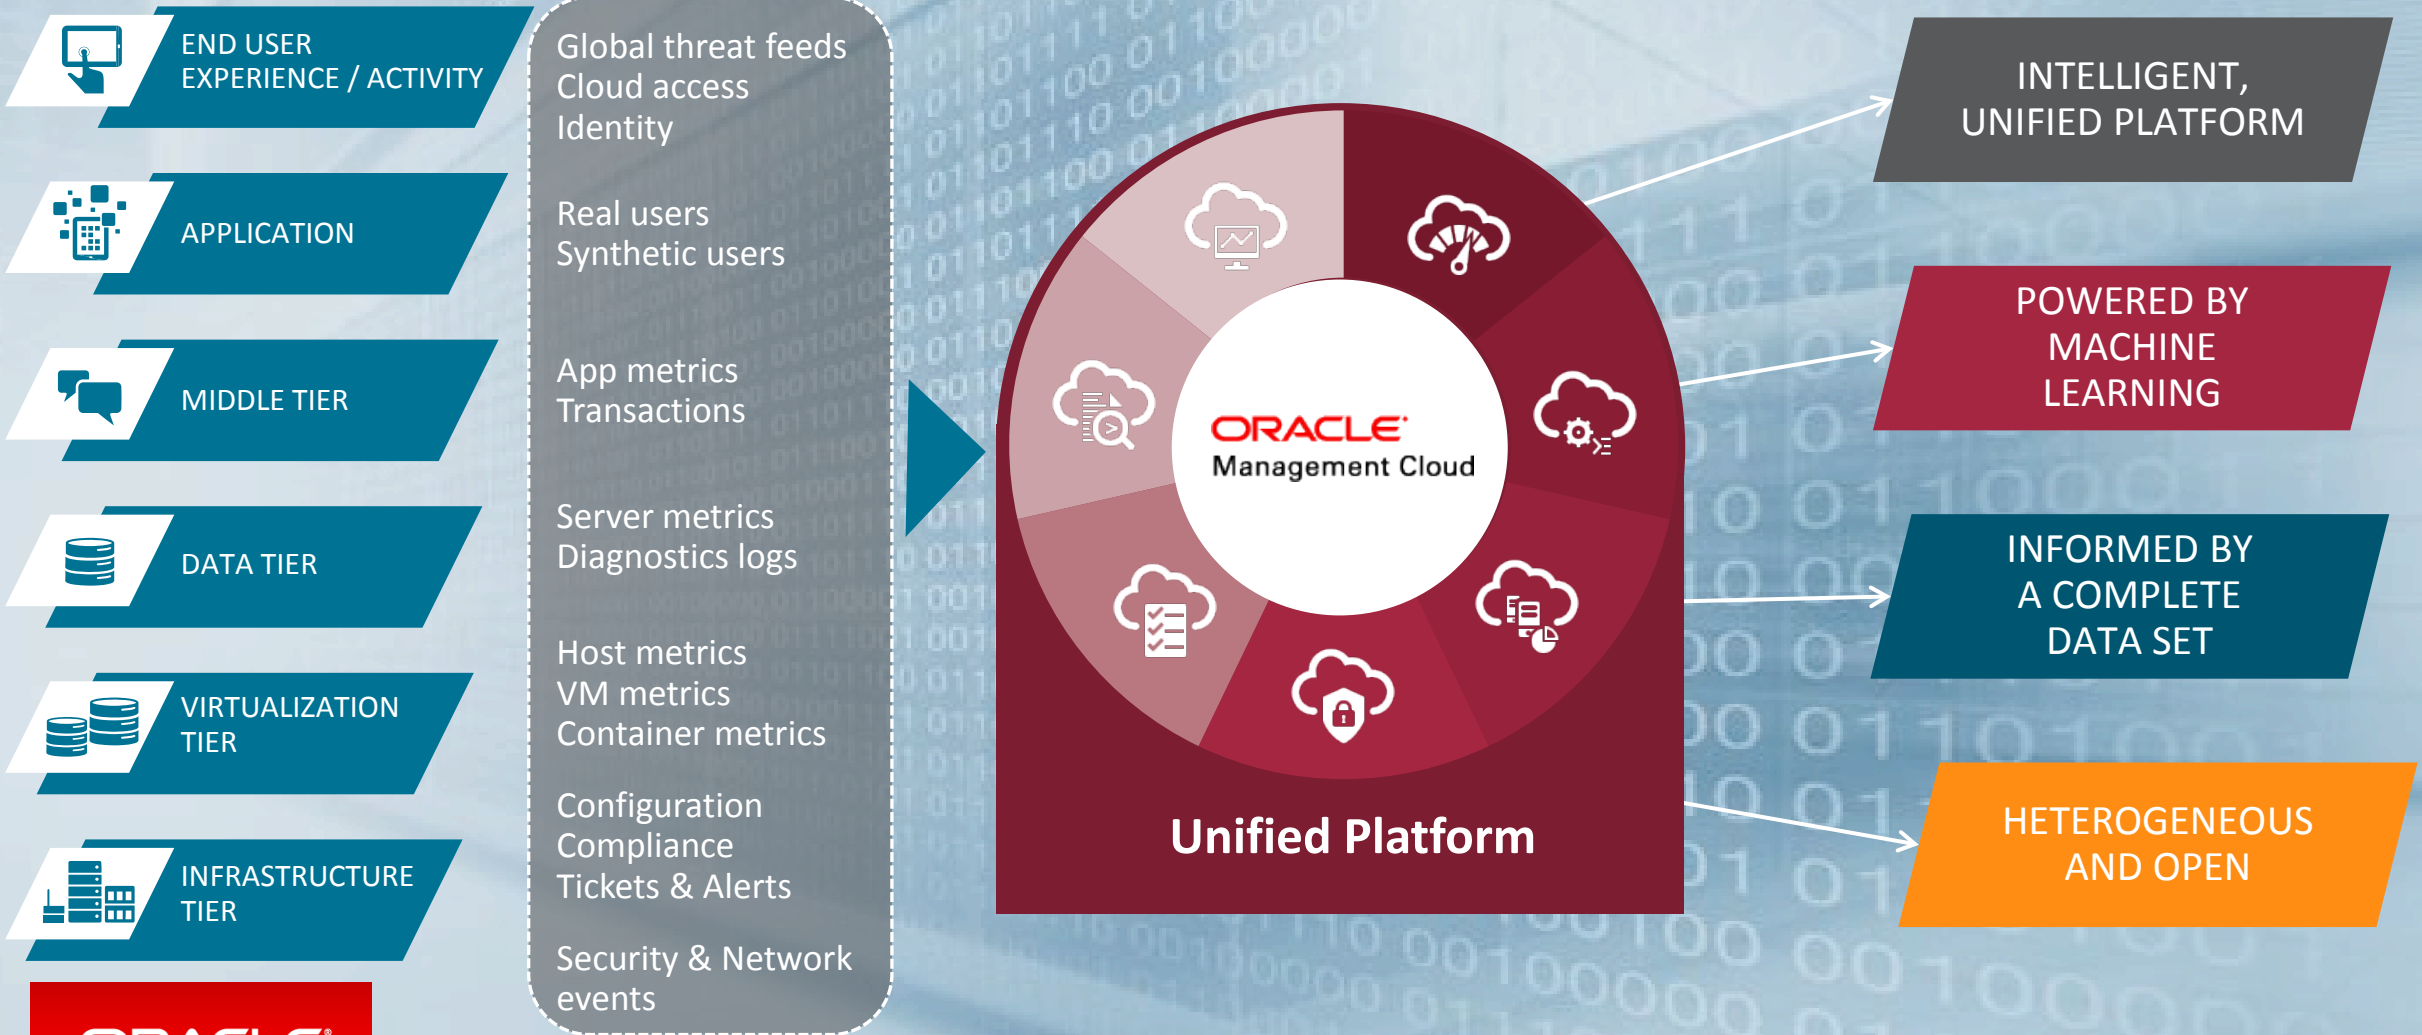 END USER
EXPERIENCE / ACTIVITY
APPLICATION
MIDDLE TIER
DATA TIER
VIRTUALIZATION
TIER
INFRASTRUCTURE
TIER
ORACLE®
Global threat feeds
Cloud access
Identity
Real users
Synthetic users
App metrics
Transactions
Server metrics
Diagnostics logs
Host metrics
VM metrics
Container metrics
Configuration
Compliance
Tickets & Alerts
Security & Network
events
ORACLE®
Management Cloud
Unified Platform
INTELLIGENT,
UNIFIED PLATFORM
POWERED BY
MACHINE
LEARNING
INFORMED BY
A COMPLETE
DATA SET
HETEROGENEOUS
AND OPEN